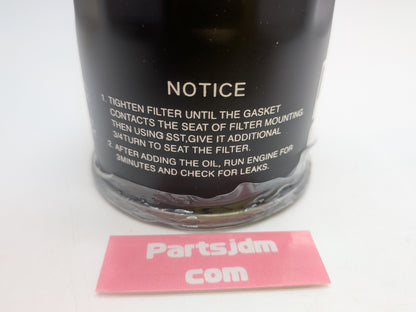 NOTICE
1. TIGHTEN FILTER UNTIL THE GASKET
CONTACTS THE SEAT OF FILTER MOUNTING
THEN USING SST,GIVE IT ADDITIONAL
3/4TURN TO SEAT THE FILTER.
2. AFTER ADDING THE OIL, RUN ENGINE FOR
3MINUTES AND CHECK FOR LEAKS.
Partsjdm
com